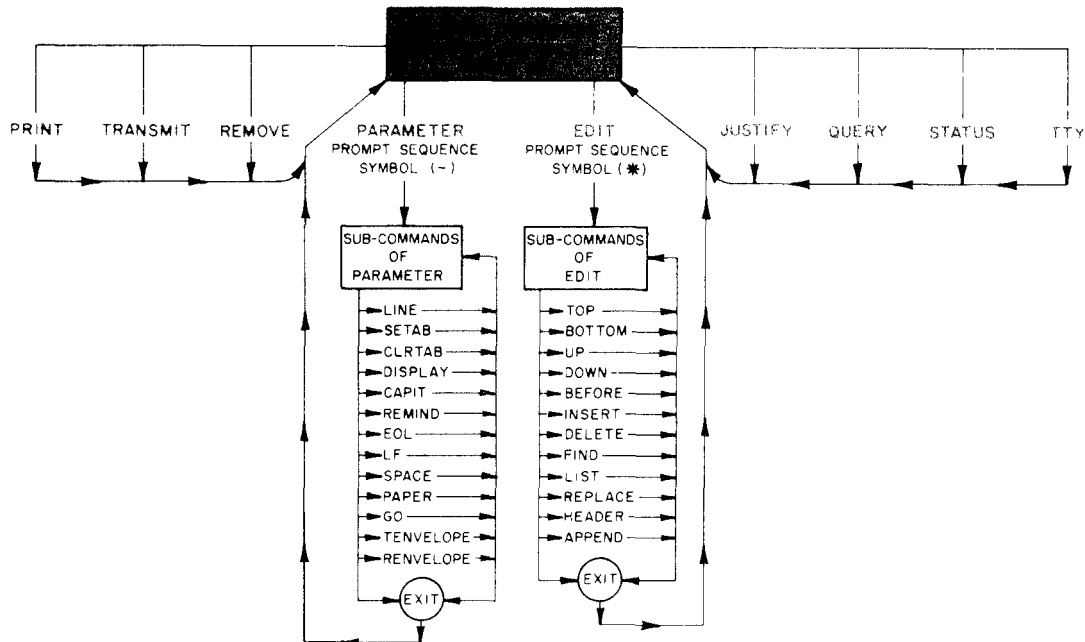 PRINT TRANSMIT REMOVE
PARAMETER
PROMPT SEQUENCE
SYMBOL (-)
EDIT
PROMPT SEQUENCE
SYMBOL (✱)
JUSTIFY QUERY STATUS TTY
SUB-COMMANDS
OF
PARAMETER
LINE
SETAB
CLRTAB
DISPLAY
CAPIT
REMIND
EOL
LF
SPACE
PAPER
GO
TENVELOPE
RENVELOPE
EXIT
SUB-COMMANDS
OF
EDIT
TOP
BOTTOM
UP
DOWN
BEFORE
INSERT
DELETE
FIND
LIST
REPLACE
HEADER
APPEND
EXIT